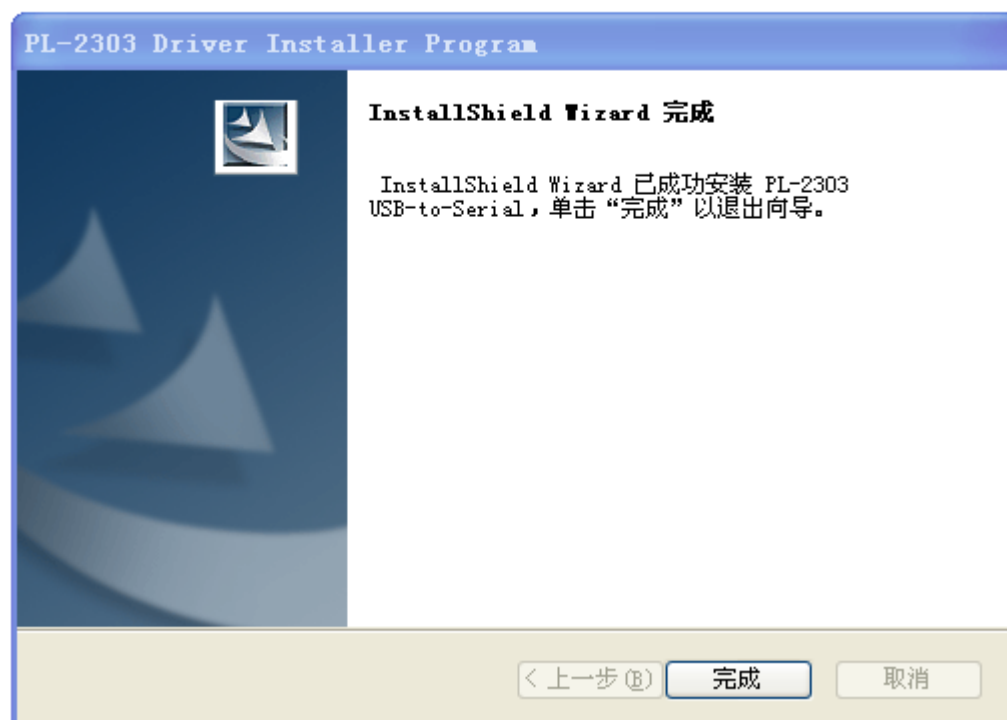 PL-2303 Driver Installer Program
InstallShield Wizard 完成
InstallShield Wizard 已成功安装 PL-2303
USB-to-Serial，单击“完成”以退出向导。
< 上一步(B) 完成 取消